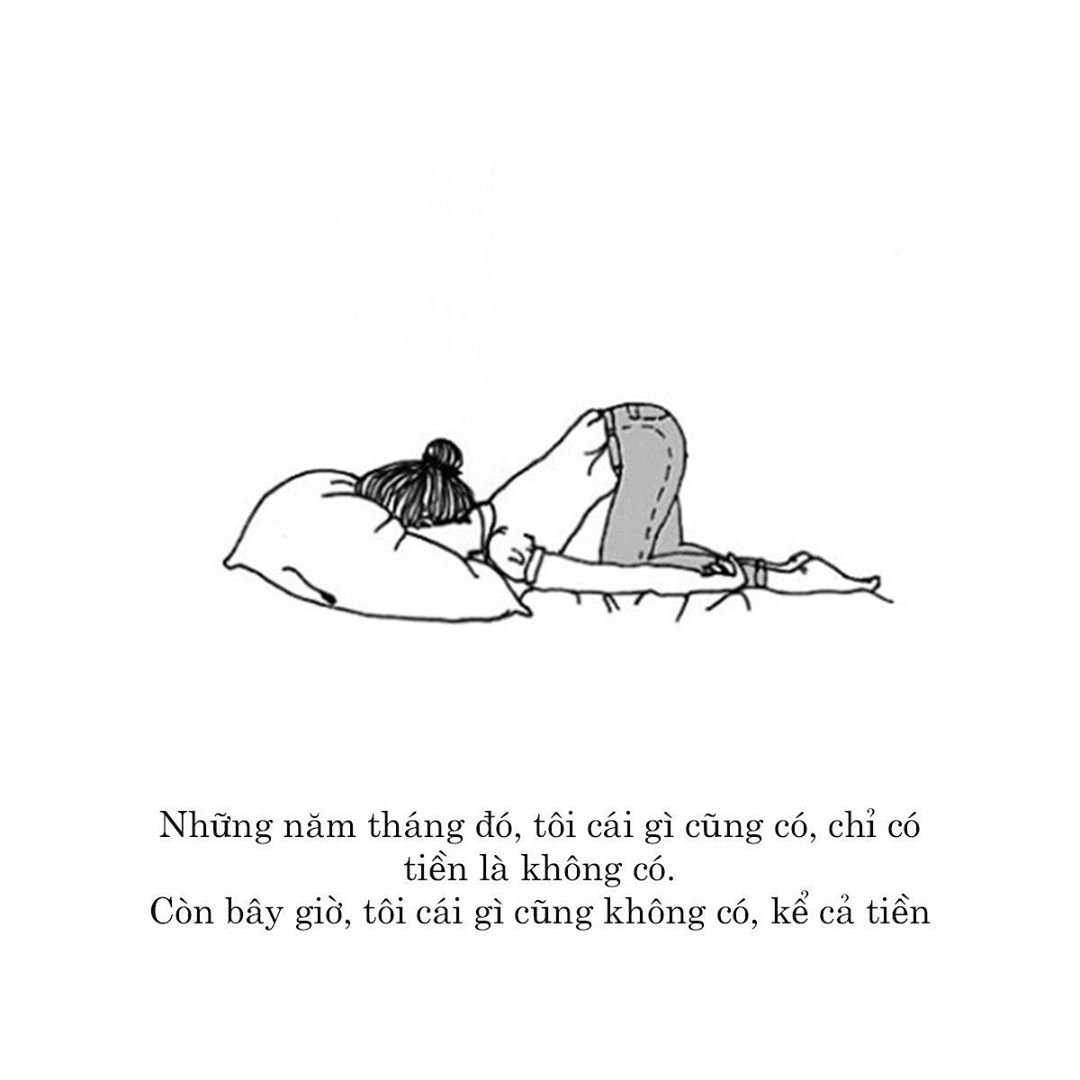 Những năm tháng đó, tôi cái gì cũng có, chỉ có
tiền là không có.
Còn bây giờ, tôi cái gì cũng không có, kể cả tiền